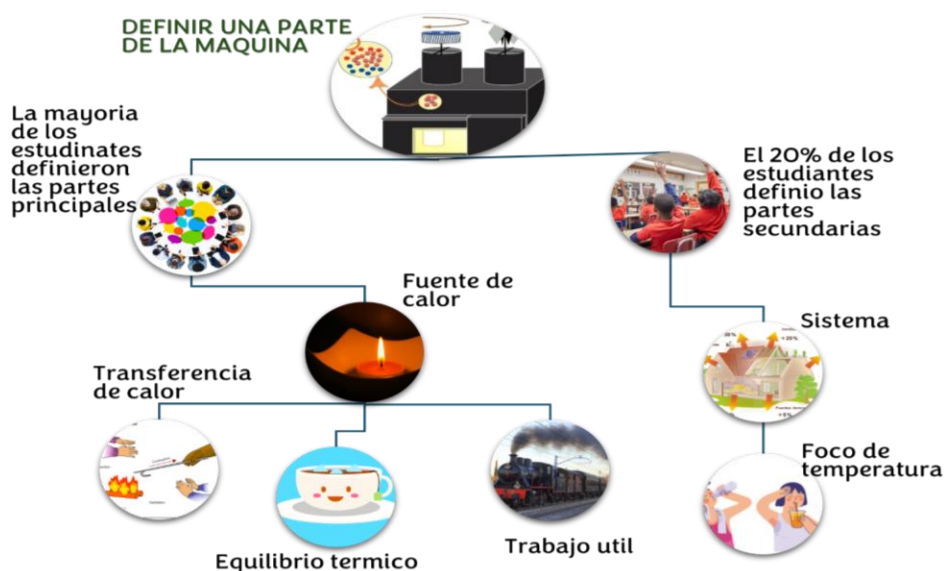 DEFINIR UNA PARTE
DE LA MAQUINA
La mayoria
de los
estudinates
definieron
las partes
principales
El 20% de los
estudiantes
definio las
partes
secundarias
Fuente de
calor
Sistema
Transferencia
de calor
Foco de
temperatura
Equilibrio termico
Trabajo util